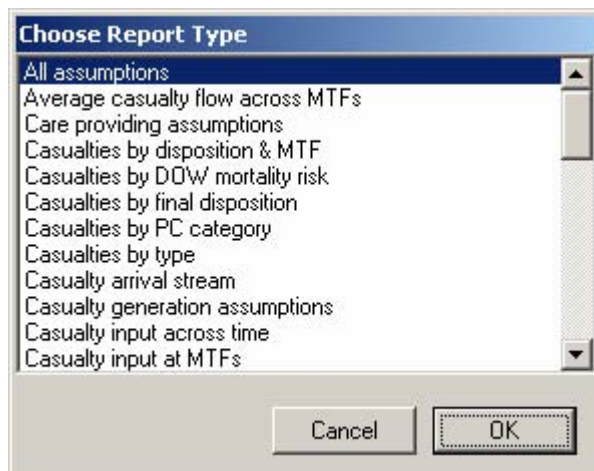 Choose Report Type
All assumptions
Average casualty flow across MTFs
Care providing assumptions
Casualties by disposition & MTF
Casualties by DOW mortality risk
Casualties by final disposition
Casualties by PC category
Casualties by type
Casualty arrival stream
Casualty generation assumptions
Casualty input across time
Casualty input at MTFs
Cancel OK